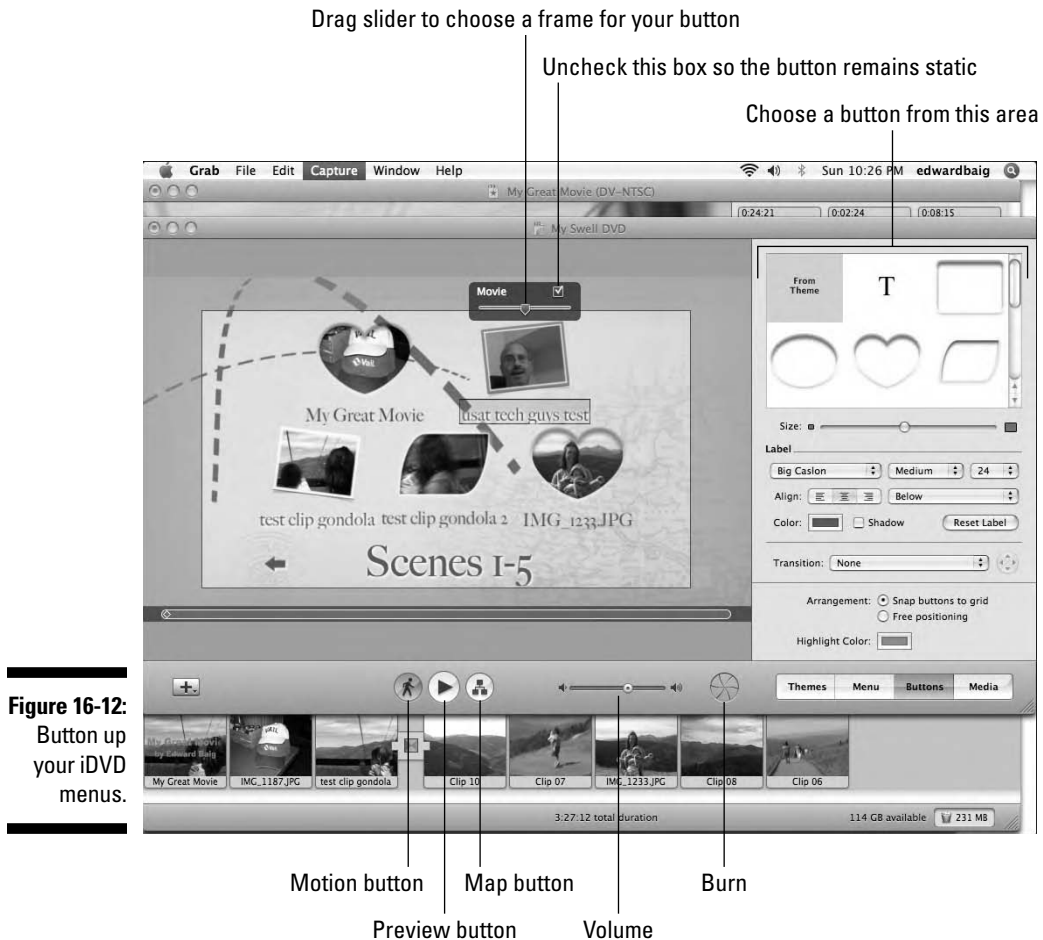 Drag slider to choose a frame for your button
Uncheck this box so the button remains static
Choose a button from this area
Grab File Edit Capture Window Help
Sun 10:26 PM edwardbaig
My Great Movie (DV-NTSC)
0:24:21 0:02:24 0:08:15
My Swell DVD
Movie
From
Theme
T
My Great Movie
usat tech guys test
test clip gondola
test clip gondola 2
IMG_1233.JPG
Scenes 1-5
Size:
Label
Big Caslon Medium 24
Align: Below
Color: Shadow Reset Label
Transition: None
Arrangement: Snap buttons to grid
Free positioning
Highlight Color:
Themes Menu Buttons Media
Figure 16-12:
Button up
your iDVD
menus.
My Great Movie
by Edward Baig
My Great Movie IMG_1187.JPG test clip gondola Clip 10 Clip 07 IMG_1233.JPG Clip 08 Clip 06
3:27:12 total duration
114 GB available 231 MB
Motion button
Map button
Burn
Preview button
Volume